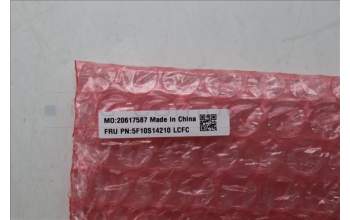 MO:20617587 Made in China
FRU PN:5F10S14210 LCFC